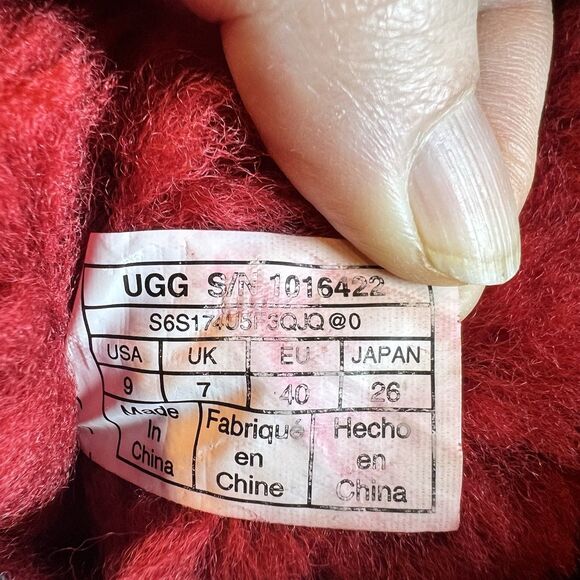 UGG S/N 1016422
S6S174U5F3QJQ@0
USA UK EU JAPAN
9 7 40 26
Made In China
Fabriqué en Chine
Hecho en China